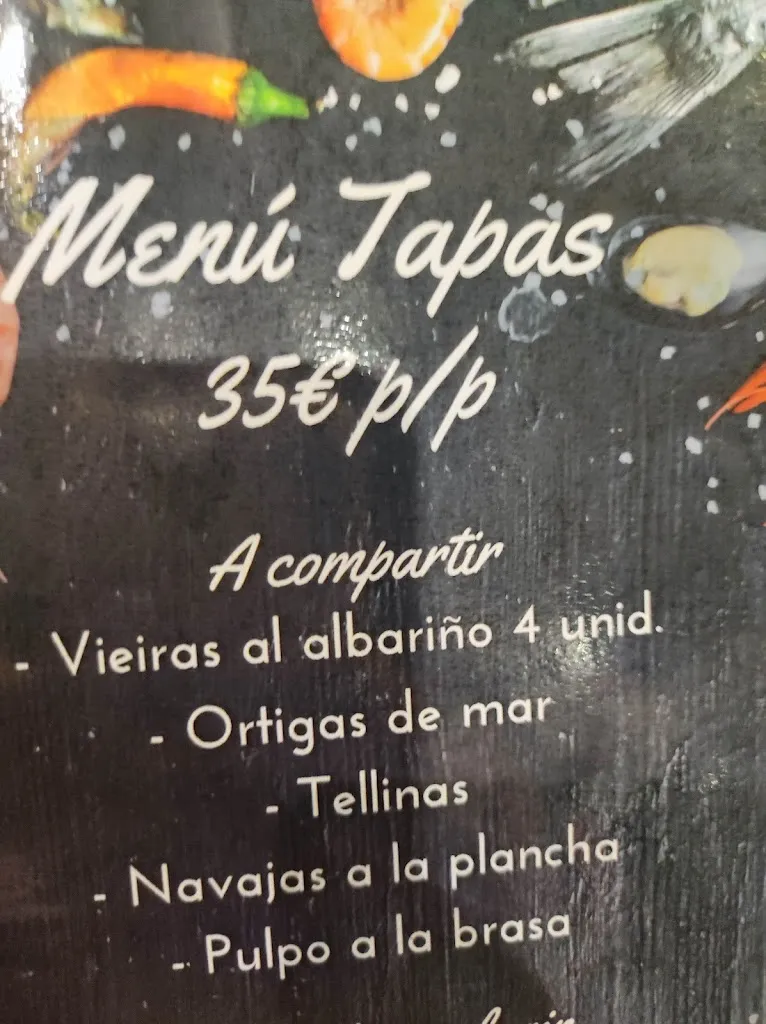 Menú Tapas
35€ p/p
A compartir
- Vieiras al albariño 4 unid.
- Ortigas de mar
- Tellinas
- Navajas a la plancha
- Pulpo a la brasa